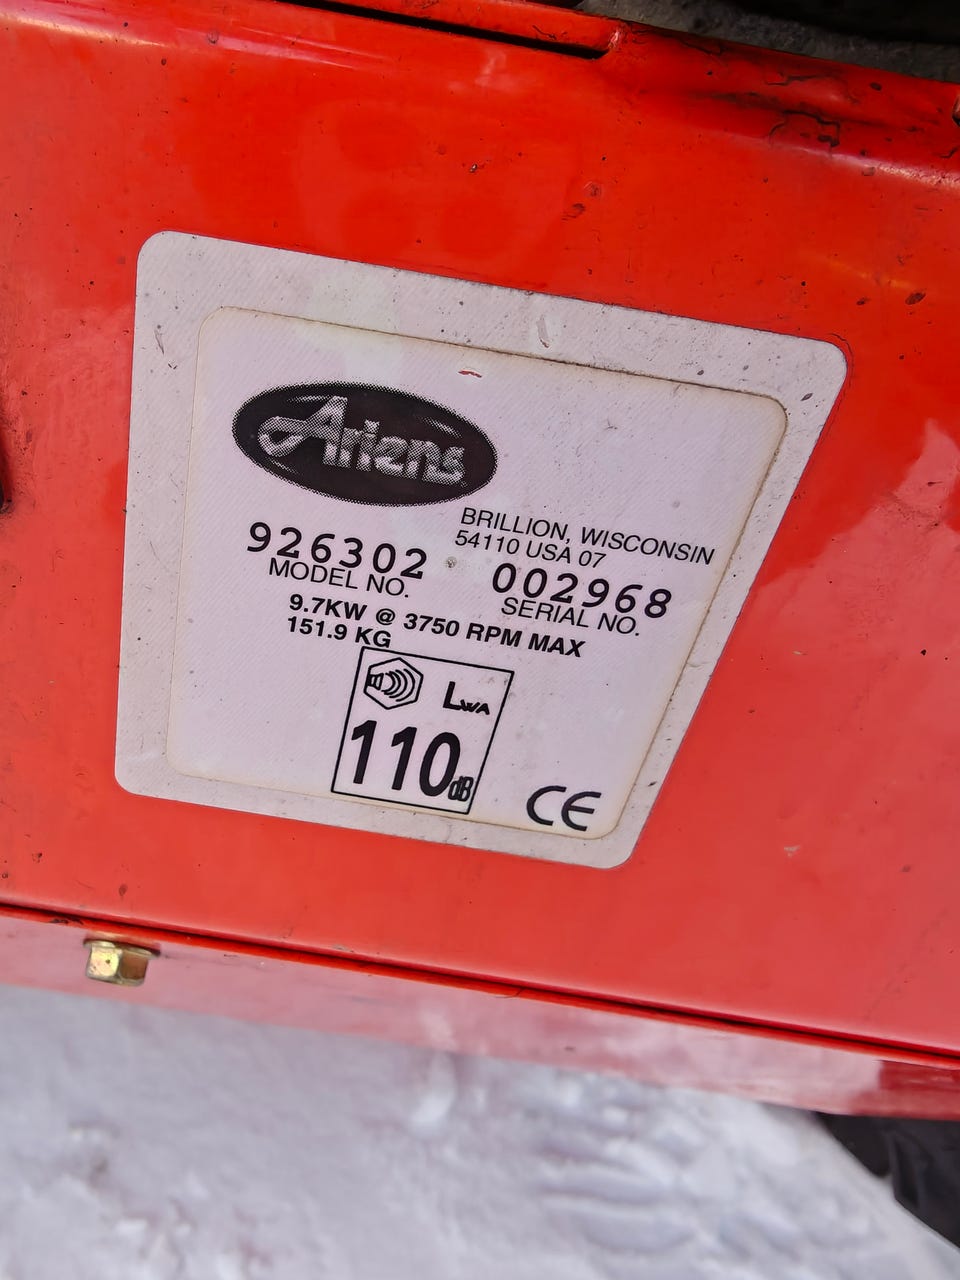 Ariens
BRILLION, WISCONSIN
54110 USA 07
926302
MODEL NO.
002968
SERIAL NO.
9.7KW @ 3750 RPM MAX
151.9 KG
LWA
110dB
CE